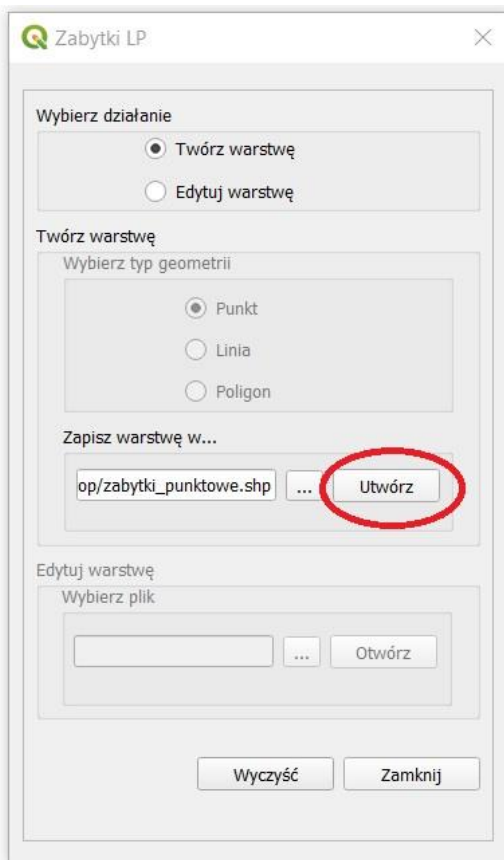 Zabytki LP
Wybierz działanie
Twórz warstwę
Edytuj warstwę
Twórz warstwę
Wybierz typ geometrii
Punkt
Linia
Poligon
Zapisz warstwę w...
op/zabytki_punktowe.shp ... Utwórz
Edytuj warstwę
Wybierz plik
... Otwórz
Wyczyść Zamknij